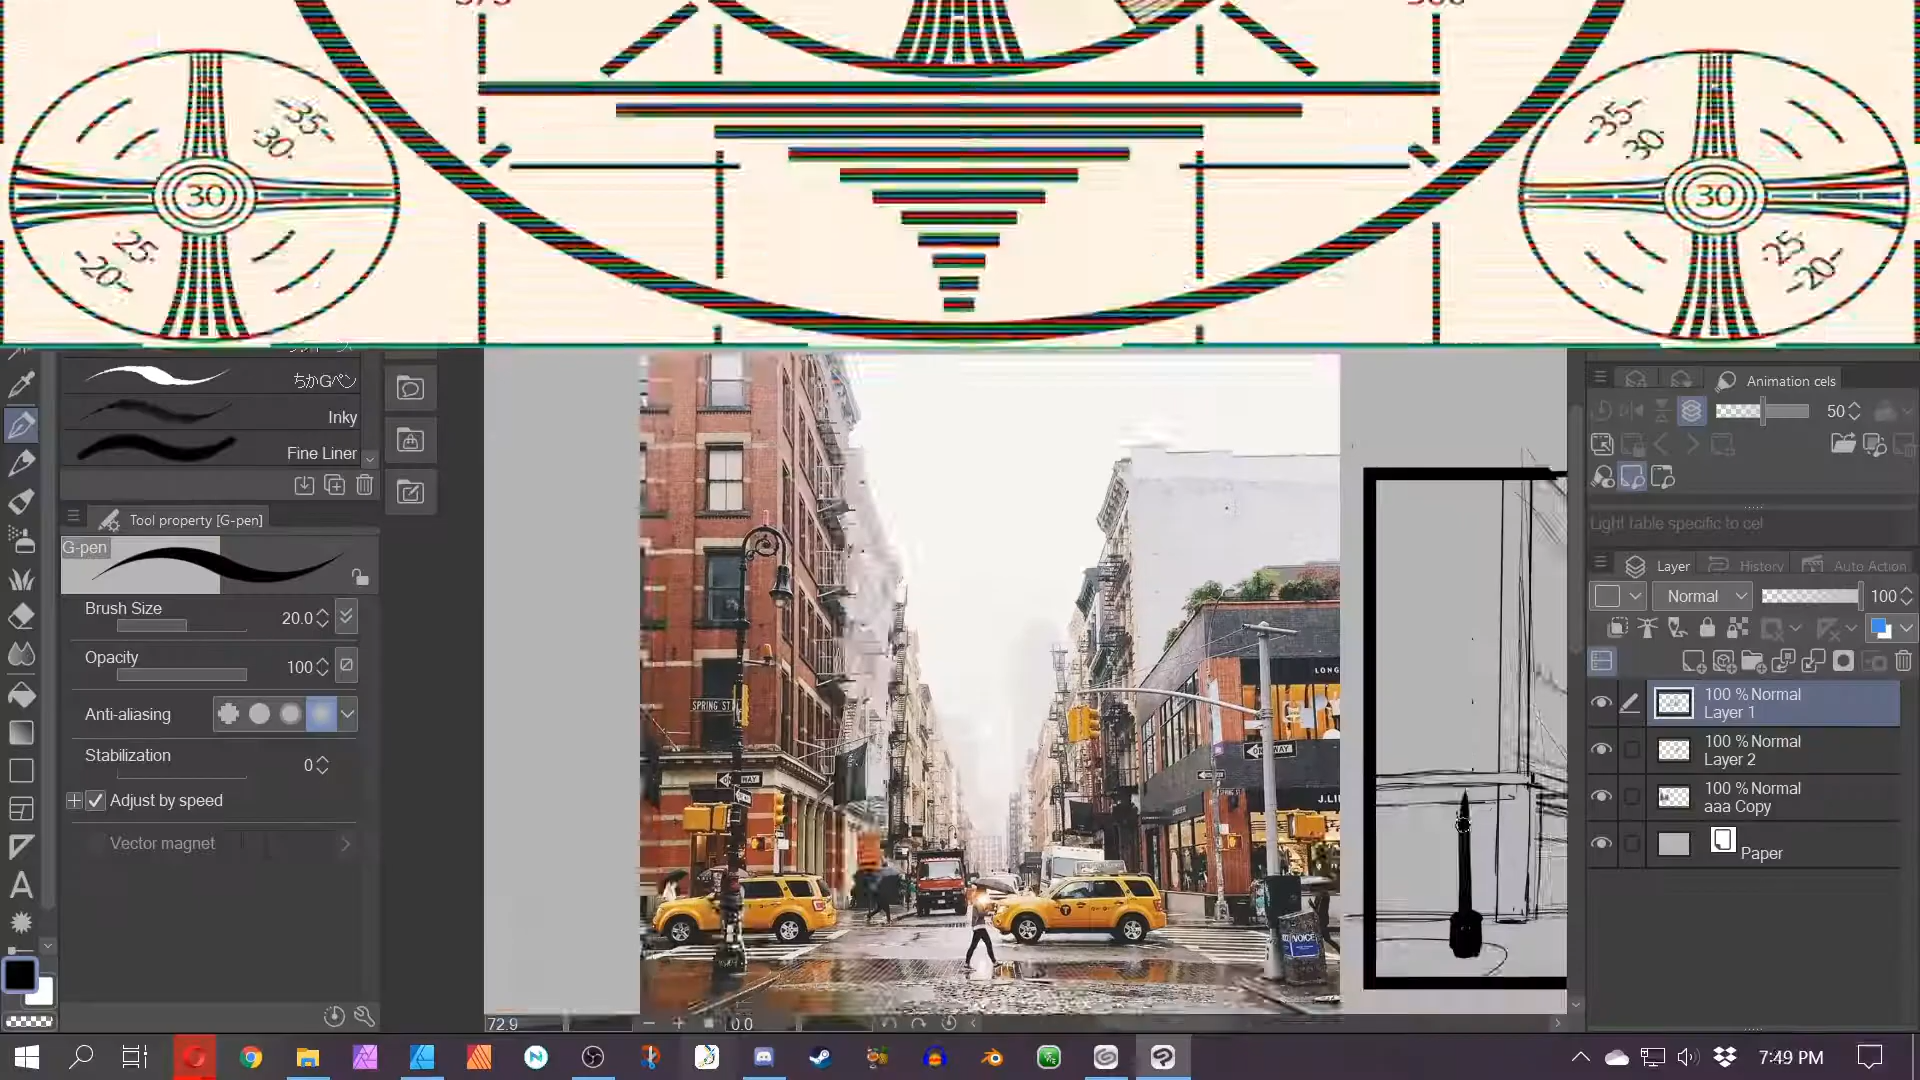 -35-
30·
30
25·
-20-
-35-
30
30
25·
-20-
ちかGペン
Inky
Fine Liner
Tool property [G-pen]
G-pen
Brush Size
20.0
Opacity
100
Anti-aliasing
Stabilization
0
Adjust by speed
Vector magnet
SPRING ST
ONE WAY
ONE WAY
LONG
J.LI
VOICE
T
72.9
0.0
Animation cels
50
Light table specific to cel
Layer
History
Auto Action
Normal
100
100 % Normal
Layer 1
100 % Normal
Layer 2
100 % Normal
aaa Copy
Paper
A
7:49 PM